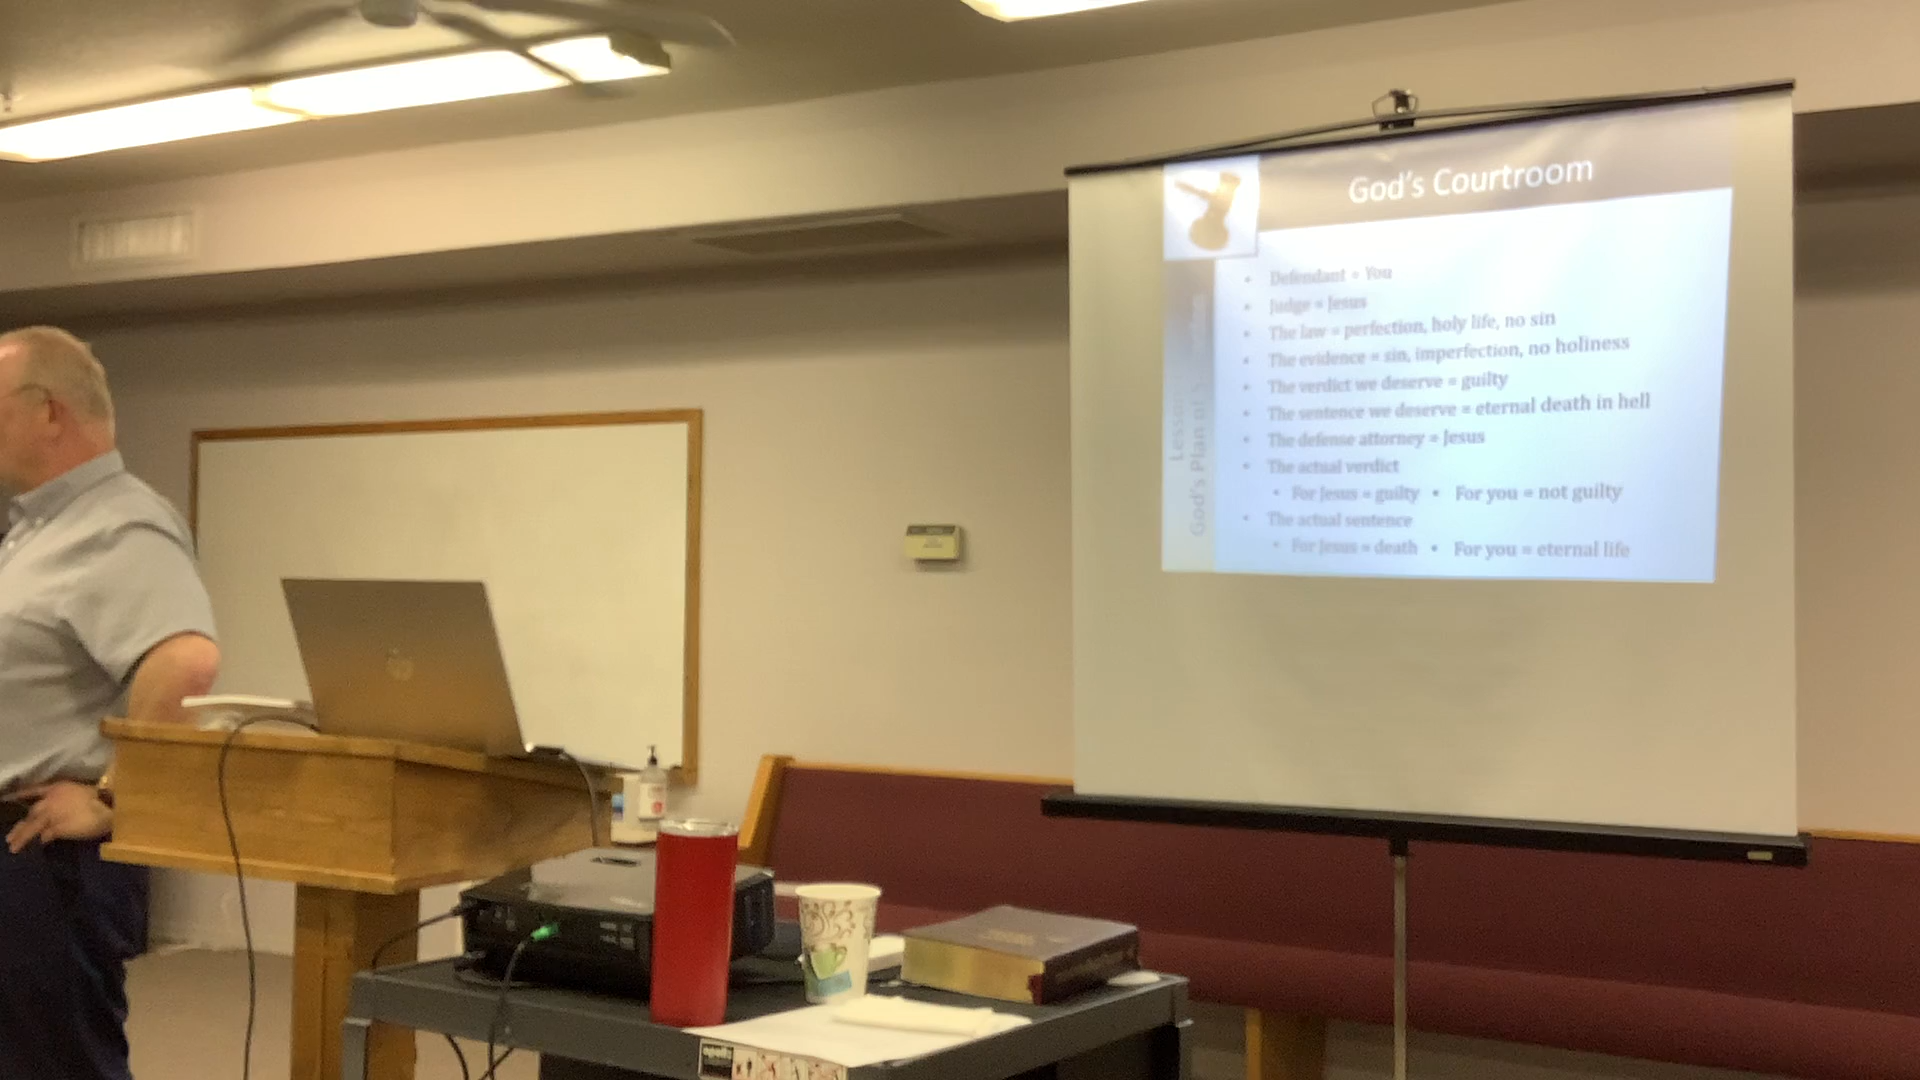 God's Courtroom
• Defendant = You
• Judge = Jesus
• The law = perfection, holy life, no sin
• The evidence = sin, imperfection, no holiness
• The verdict we deserve = guilty
• The sentence we deserve = eternal death in hell
• The defense attorney = Jesus
• The actual verdict
• For Jesus = guilty • For you = not guilty
• The actual sentence
• For Jesus = death • For you = eternal life
Lesson
God's Plan of